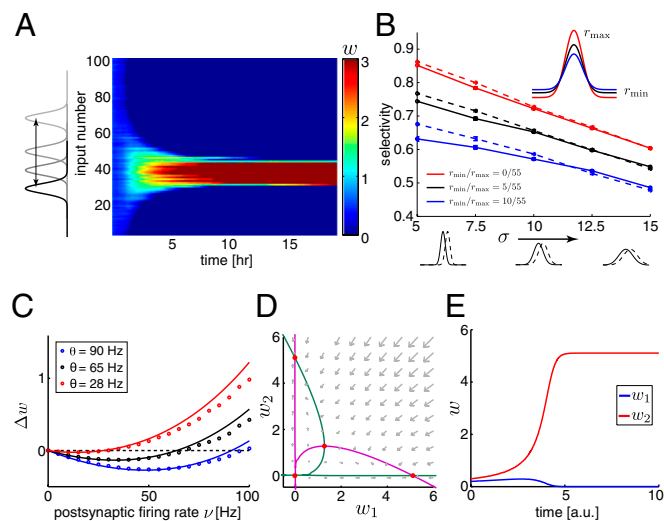 A
w
100
80
60
40
20
input number
5
10
15
time [hr]
3
2
1
0
B
0.9
0.8
0.7
0.6
0.5
0.4
selectivity
r_max
r_min
r_min/r_max = 0/55
r_min/r_max = 5/55
r_min/r_max = 10/55
5
7.5
10
12.5
15
σ
C
θ = 90 Hz
θ = 65 Hz
θ = 28 Hz
1
0
Δw
0
50
100
postsynaptic firing rate ν [Hz]
D
6
4
2
0
w₂
0
2
4
6
w₁
E
6
4
2
0
w
w₁
w₂
0
5
10
time [a.u.]